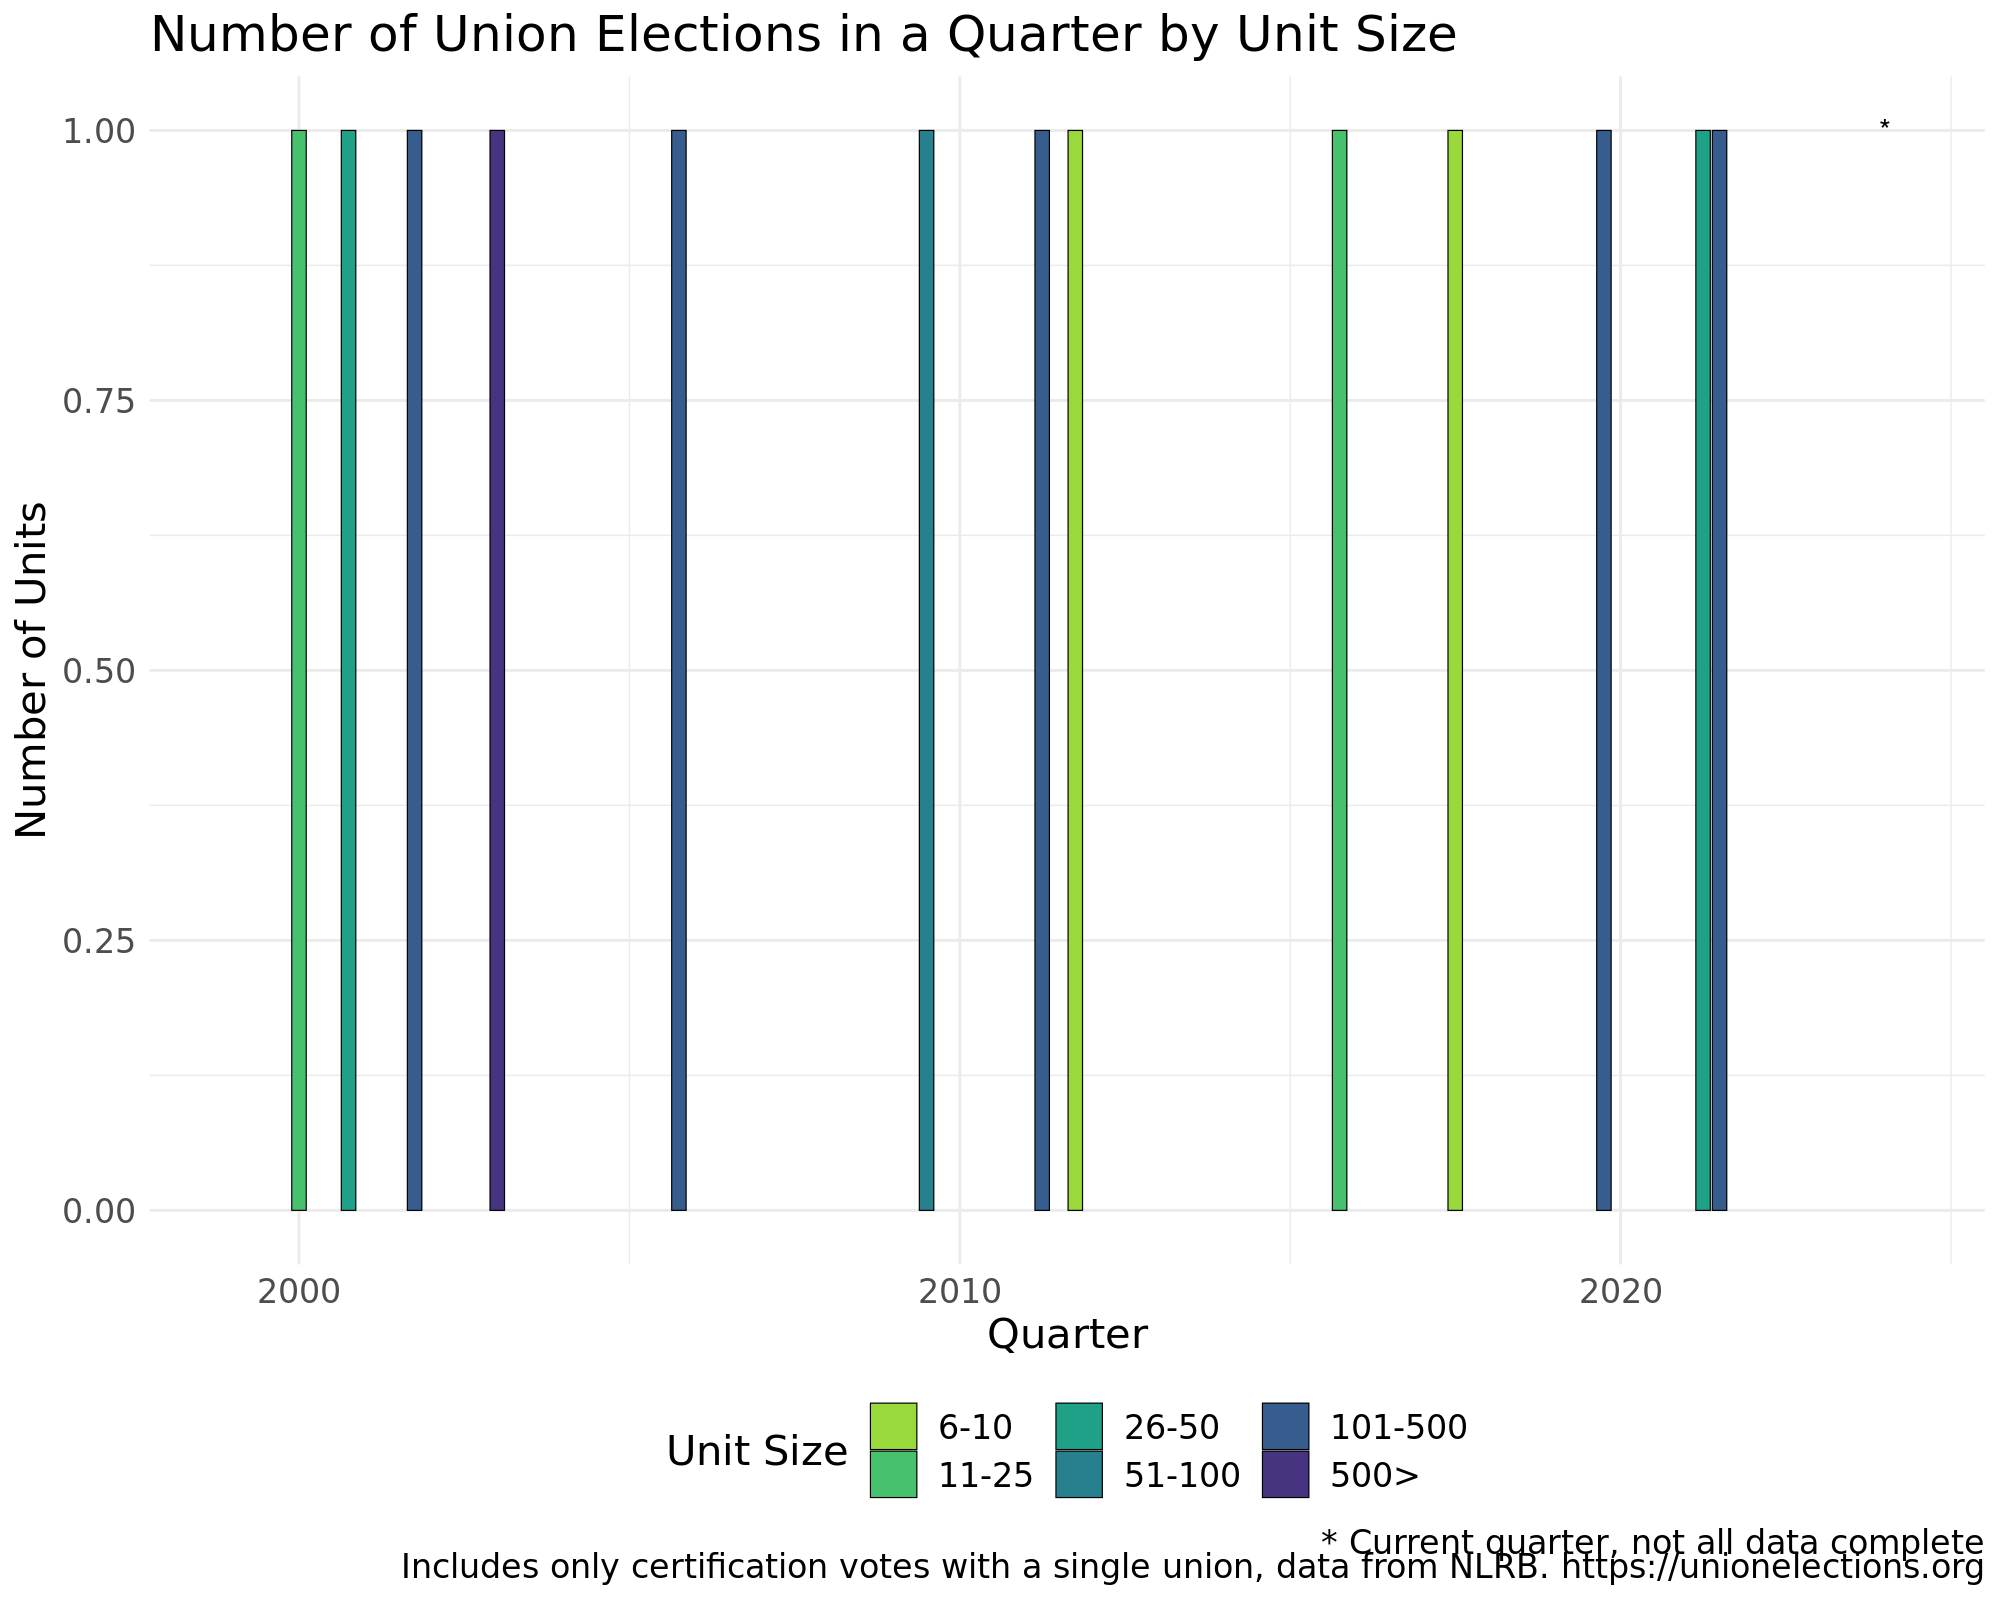 Number of Union Elections in a Quarter by Unit Size
1.00
*
0.75
0.50
0.25
0.00
Number of Units
2000 2010 2020
Quarter
Unit Size
6-10 26-50 101-500
11-25 51-100 500>
* Current quarter, not all data complete
Includes only certification votes with a single union, data from NLRB. https://unionelections.org